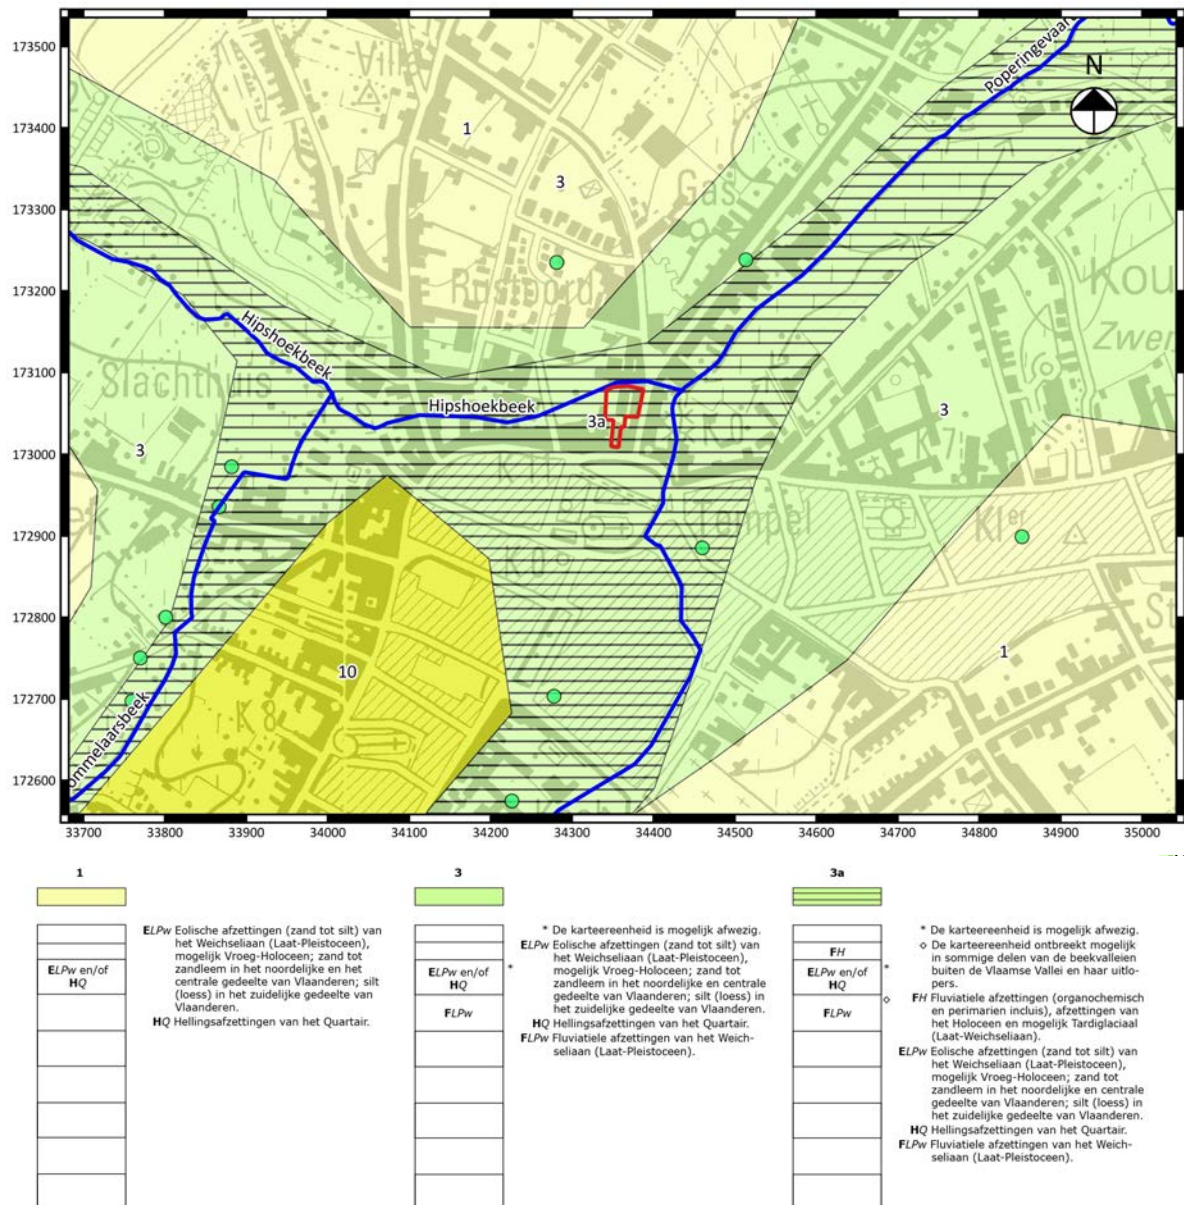 173500
173400
173300
173200
173100
173000
172900
172800
172700
172600
33700
33800
33900
34000
34100
34200
34300
34400
34500
34600
34700
34800
34900
35000
Poperingevaart
N
1
3
Gas
Rustoord
Kou
Hipshoekbeek
Slachthuis
Hipshoekbeek
Zwem
3a
3
3
Tempel
Kl er
St
10
K8
1
ommelaarsbeek
1
ELPw en/of
HQ
ELPw Eolische afzettingen (zand tot silt) van
het Weichseliaan (Laat-Pleistoceen),
mogelijk Vroeg-Holoceen; zand tot
zandleem in het noordelijke en het
centrale gedeelte van Vlaanderen; silt
(loess) in het zuidelijke gedeelte van
Vlaanderen.
HQ Hellingsafzettingen van het Quartair.
3
ELPw en/of
HQ
*
FLPw
* De karteereenheid is mogelijk afwezig.
ELPw Eolische afzettingen (zand tot silt) van
het Weichseliaan (Laat-Pleistoceen),
mogelijk Vroeg-Holoceen; zand tot
zandleem in het noordelijke en centrale
gedeelte van Vlaanderen; silt (loess) in
het zuidelijke gedeelte van Vlaanderen.
HQ Hellingsafzettingen van het Quartair.
FLPw Fluviatiele afzettingen van het Weich-
seliaan (Laat-Pleistoceen).
3a
FH
ELPw en/of
HQ
*
FLPw
◇
* De karteereenheid is mogelijk afwezig.
◇ De karteereenheid ontbreekt mogelijk
in sommige delen van de beekvalleien
buiten de Vlaamse Vallei en haar uitlo-
pers.
FH Fluviatiele afzettingen (organochemisch
en perimarien incluis), afzettingen van
het Holoceen en mogelijk Tardiglaciaal
(Laat-Weichseliaan).
ELPw Eolische afzettingen (zand tot silt) van
het Weichseliaan (Laat-Pleistoceen),
mogelijk Vroeg-Holoceen; zand tot
zandleem in het noordelijke en centrale
gedeelte van Vlaanderen; silt (loess) in
het zuidelijke gedeelte van Vlaanderen.
HQ Hellingsafzettingen van het Quartair.
FLPw Fluviatiele afzettingen van het Weich-
seliaan (Laat-Pleistoceen).